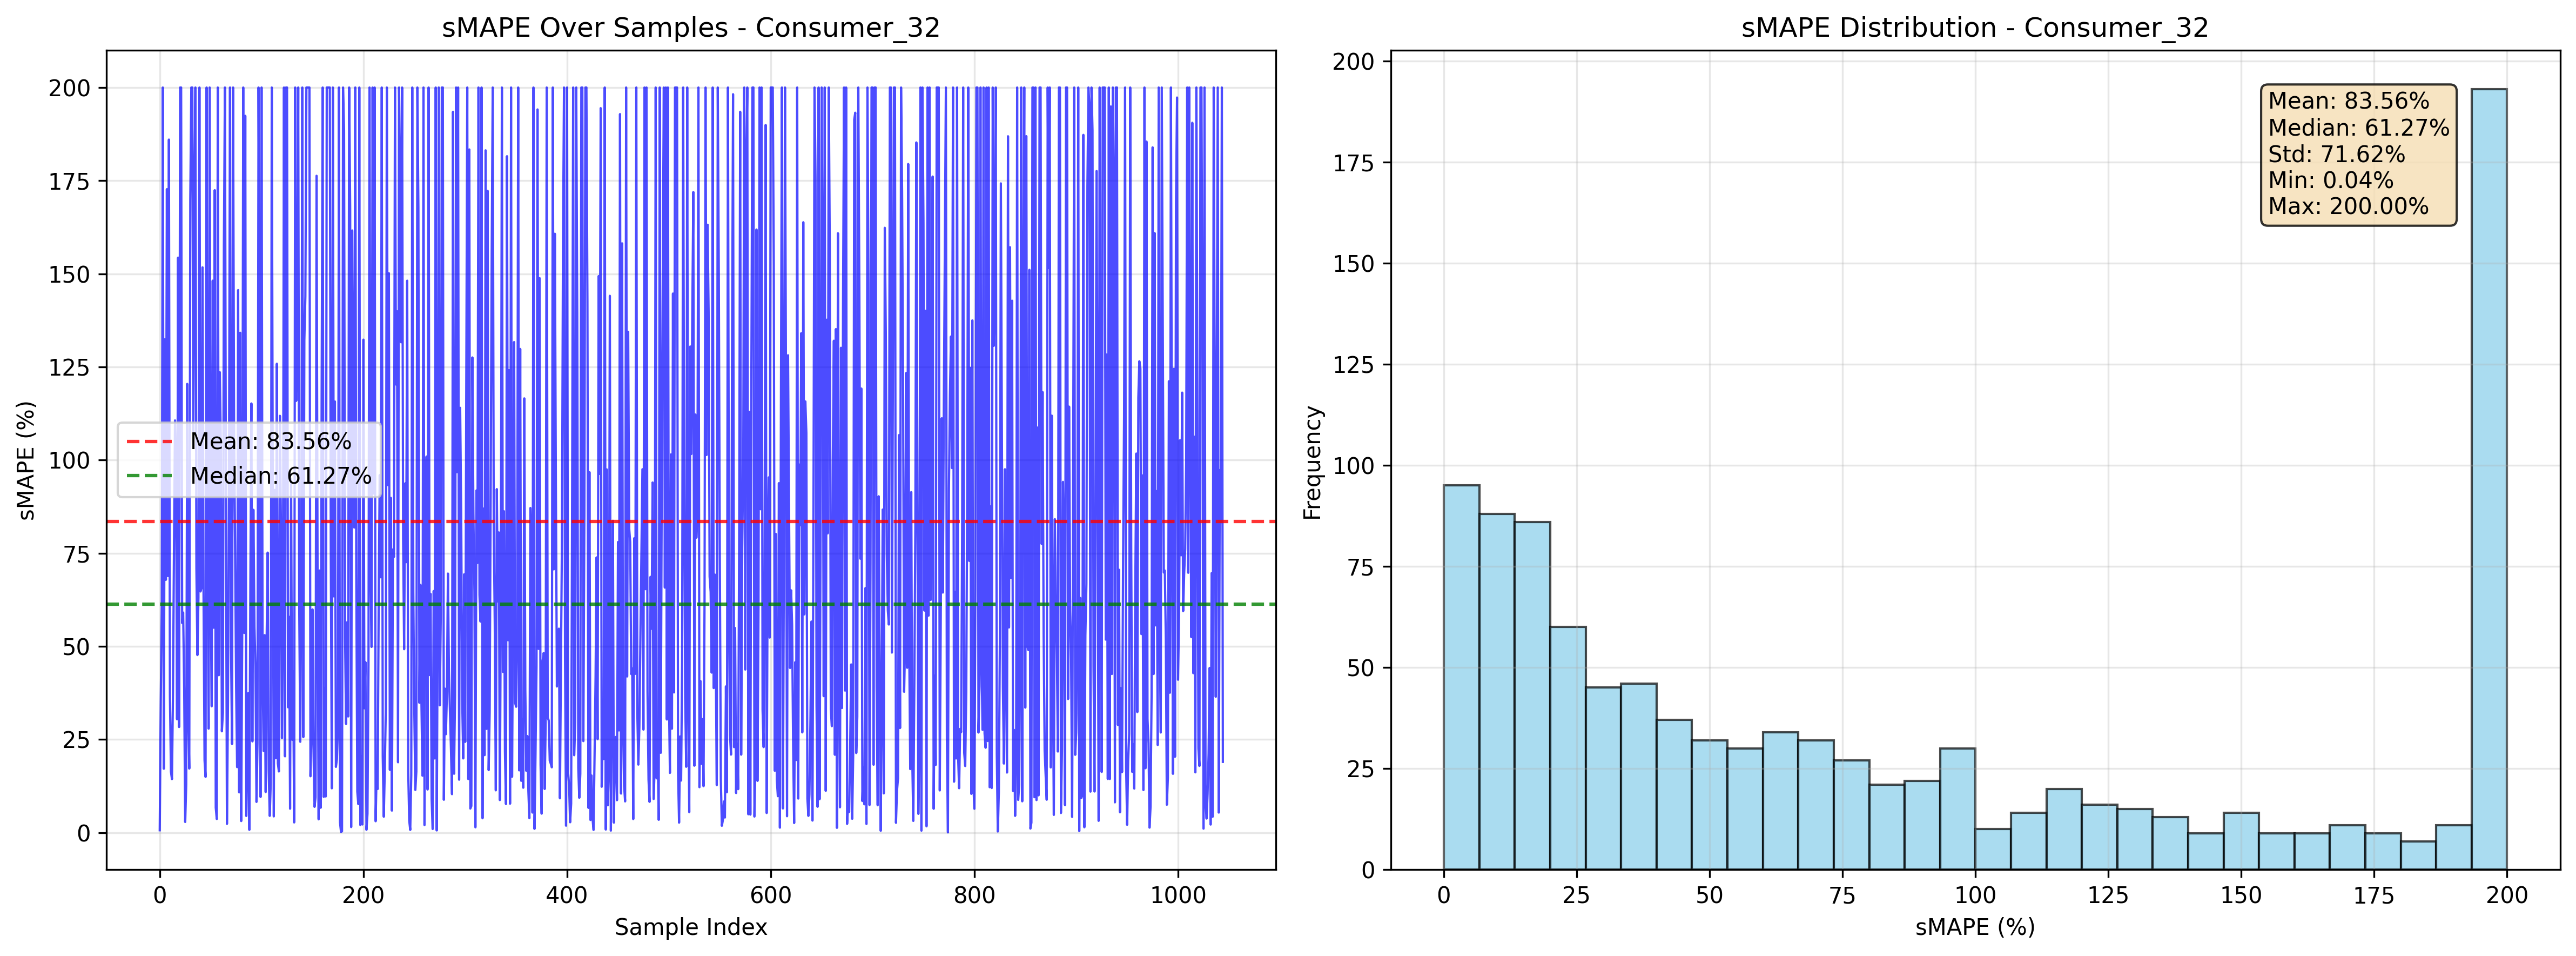 sMAPE Over Samples - Consumer_32
sMAPE (%)
200
175
150
125
100
75
50
25
0
Mean: 83.56%
Median: 61.27%
0 200 400 600 800 1000
Sample Index
sMAPE Distribution - Consumer_32
Frequency
200
175
150
125
100
75
50
25
0
Mean: 83.56%
Median: 61.27%
Std: 71.62%
Min: 0.04%
Max: 200.00%
0 25 50 75 100 125 150 175 200
sMAPE (%)